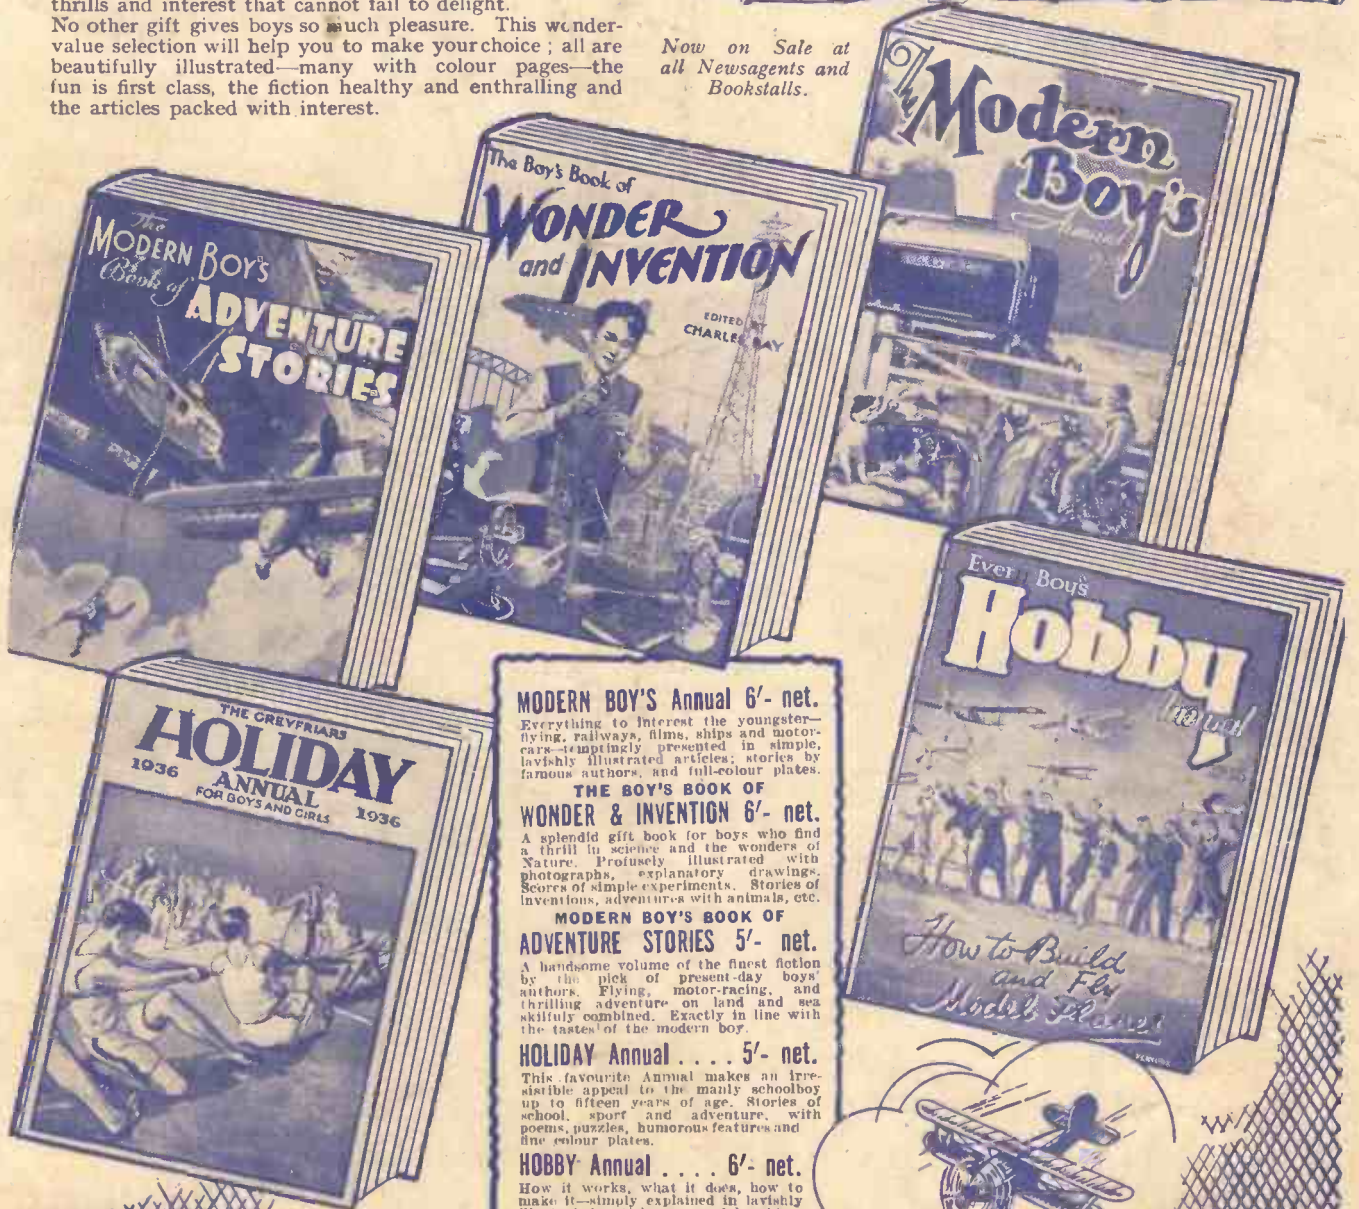 thrills and interest that cannot fail to delight.
No other gift gives boys so much pleasure. This wonder-
value selection will help you to make your choice ; all are
beautifully illustrated—many with colour pages—the
fun is first class, the fiction healthy and enthralling and
the articles packed with interest.
Now on Sale at
all Newsagents and
Bookstalls.
Modern
Boy's
The Boy's Book of
WONDER
and INVENTION
EDITED BY
CHARLES RAY
The
MODERN BOY'S
Book of
ADVENTURE
STORIES
Every Boy's
Hobby
Annual
How to Build
and Fly
Model Planes
THE GREYFRIARS
HOLIDAY
1936 ANNUAL 1936
FOR BOYS AND GIRLS
MODERN BOY'S Annual 6'- net.
Everything to interest the youngster—
flying, railways, films, ships and motor-
cars—temptingly presented in simple,
lavishly illustrated articles; stories by
famous authors, and full-colour plates.
THE BOY'S BOOK OF
WONDER & INVENTION 6'- net.
A splendid gift book for boys who find
a thrill in science and the wonders of
Nature. Profusely illustrated with
photographs, explanatory drawings.
Scores of simple experiments. Stories of
inventions, adventures with animals, etc.
MODERN BOY'S BOOK OF
ADVENTURE STORIES 5'- net.
A handsome volume of the finest fiction
by the pick of present-day boys'
authors. Flying, motor-racing, and
thrilling adventure on land and sea
skilfuly combined. Exactly in line with
the tastes of the modern boy.
HOLIDAY Annual . . . . 5'- net.
This favourite Annual makes an irre-
sistible appeal to the manly schoolboy
up to fifteen years of age. Stories of
school, sport and adventure, with
poems, puzzles, humorous features and
fine colour plates.
HOBBY Annual . . . . 6'- net.
How it works, what it does, how to
make it—simply explained in lavishly